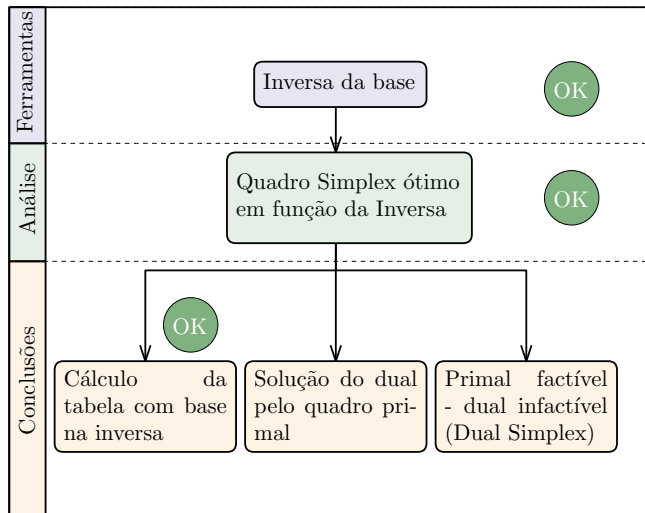 Ferramentas
Inversa da base
OK
Análise
Quadro Simplex ótimo
em função da Inversa
OK
Conclusões
OK
Cálculo da
tabela com base
na inversa
Solução do dual
pelo quadro pri-
mal
Primal factível
- dual infactível
(Dual Simplex)